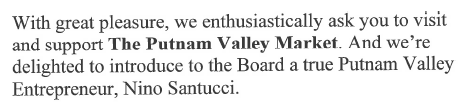 With great pleasure, we enthusiastically ask you to visit
and support The Putnam Valley Market. And we're
delighted to introduce to the Board a true Putnam Valley
Entrepreneur, Nino Santucci.